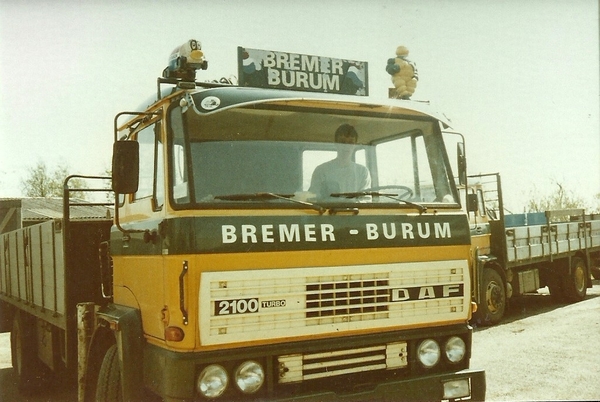 BREMER
BURUM
BREMER - BURUM
2100 TURBO
DAF